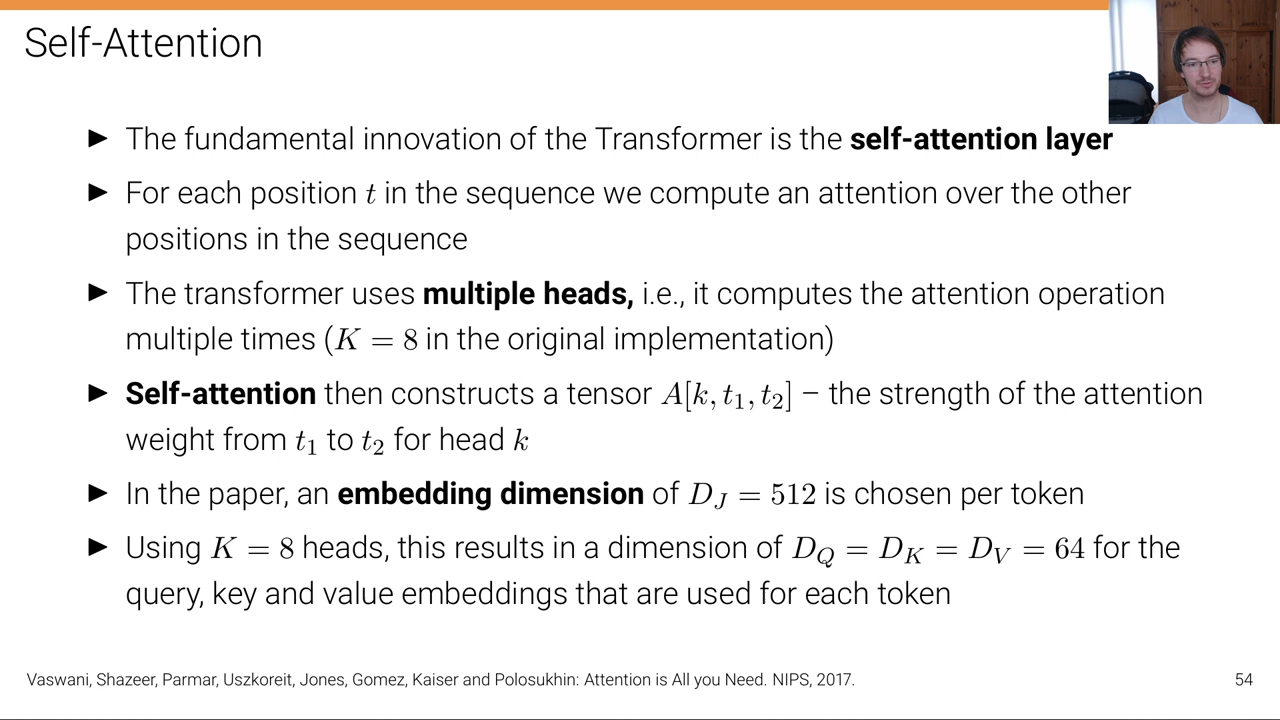 Self-Attention
▶ The fundamental innovation of the Transformer is the self-attention layer
▶ For each position t in the sequence we compute an attention over the other
positions in the sequence
▶ The transformer uses multiple heads, i.e., it computes the attention operation
multiple times (K = 8 in the original implementation)
▶ Self-attention then constructs a tensor A[k, t₁, t₂] – the strength of the attention
weight from t₁ to t₂ for head k
▶ In the paper, an embedding dimension of D_J = 512 is chosen per token
▶ Using K = 8 heads, this results in a dimension of D_Q = D_K = D_V = 64 for the
query, key and value embeddings that are used for each token
Vaswani, Shazeer, Parmar, Uszkoreit, Jones, Gomez, Kaiser and Polosukhin: Attention is All you Need. NIPS, 2017.
54